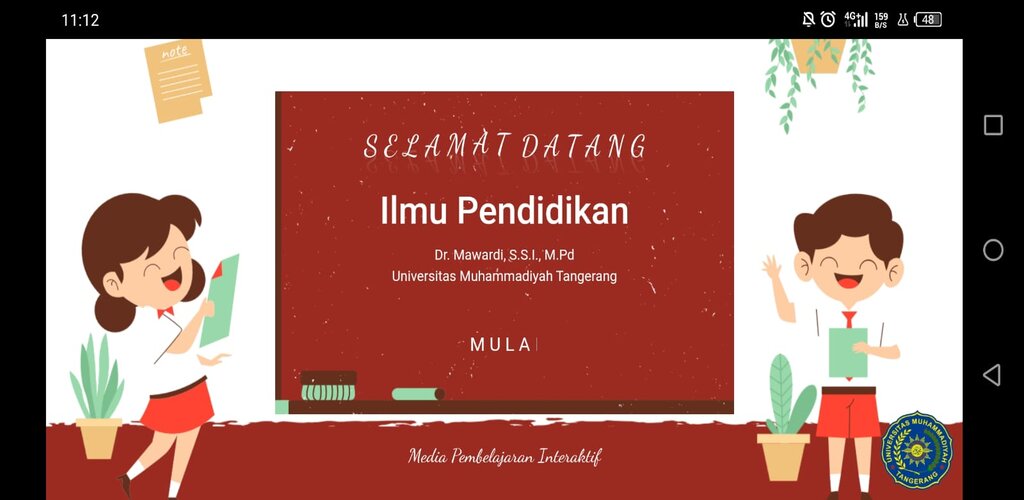 11:12
4G+
159
B/S
48
note
SELAMAT DATANG
Ilmu Pendidikan
Dr. Mawardi, S.S.I., M.Pd
Universitas Muhammadiyah Tangerang
MULA
Media Pembelajaran Interaktif
UNIVERSITAS MUHAMMADIYAH
TANGERANG